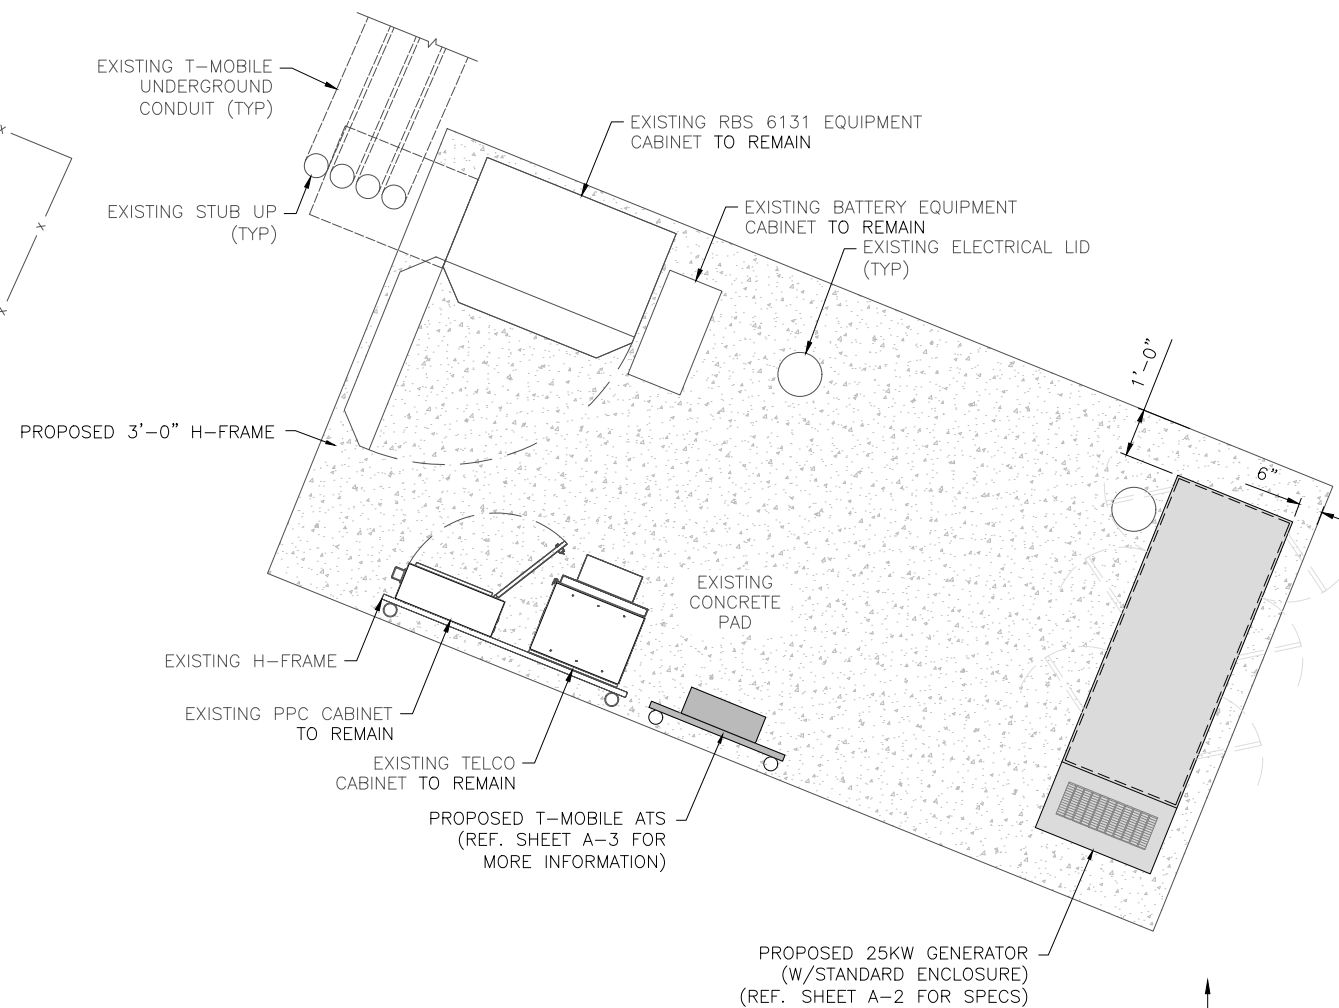 EXISTING T-MOBILE
UNDERGROUND
CONDUIT (TYP)
EXISTING RBS 6131 EQUIPMENT
CABINET TO REMAIN
EXISTING STUB UP
(TYP)
EXISTING BATTERY EQUIPMENT
CABINET TO REMAIN
EXISTING ELECTRICAL LID
(TYP)
x
x
x
1'-0"
PROPOSED 3'-0" H-FRAME
6"
EXISTING
CONCRETE
PAD
EXISTING H-FRAME
EXISTING PPC CABINET
TO REMAIN
EXISTING TELCO
CABINET TO REMAIN
PROPOSED T-MOBILE ATS
(REF. SHEET A-3 FOR
MORE INFORMATION)
PROPOSED 25KW GENERATOR
(W/STANDARD ENCLOSURE)
(REF. SHEET A-2 FOR SPECS)